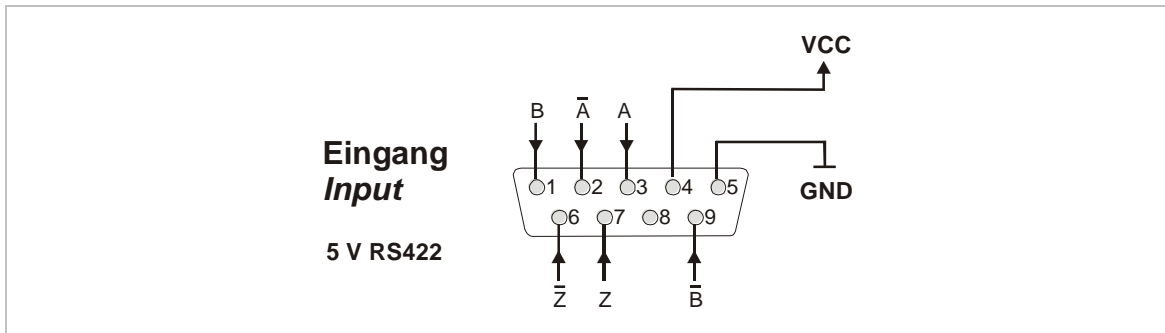 VCC
B A̅ A
Eingang
Input
1 2 3 4 5
GND
6 7 8 9
5 V RS422
Z̅ Z B̅